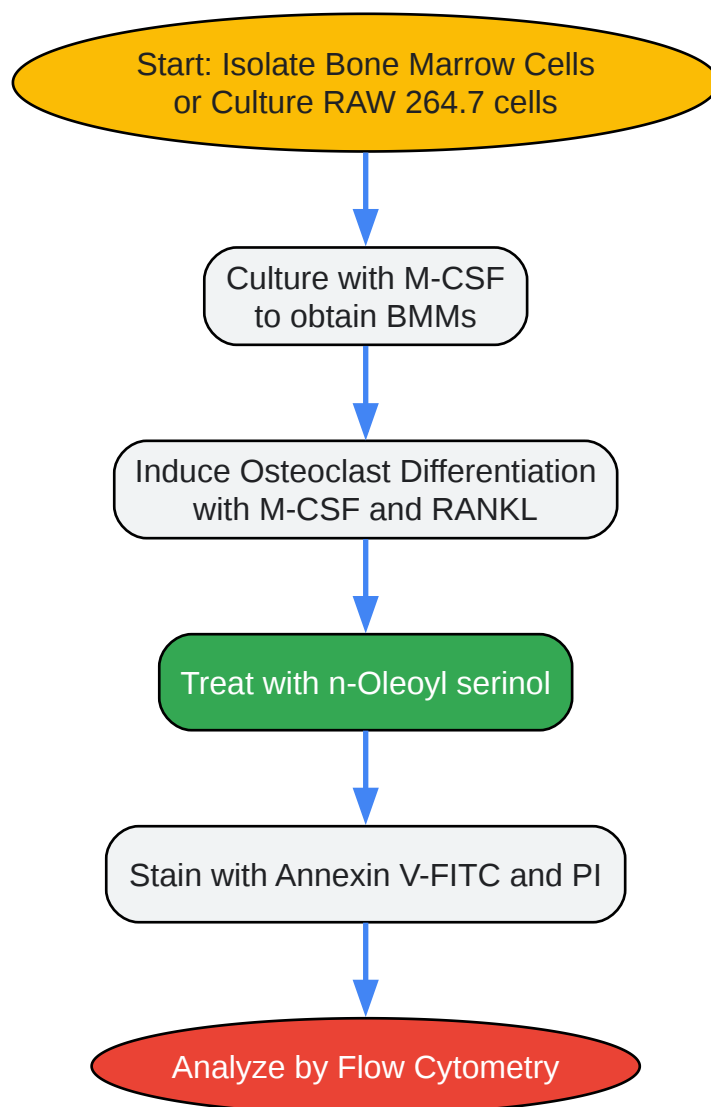 Start: Isolate Bone Marrow Cells
or Culture RAW 264.7 cells
Culture with M-CSF
to obtain BMMs
Induce Osteoclast Differentiation
with M-CSF and RANKL
Treat with n-Oleoyl serinol
Stain with Annexin V-FITC and PI
Analyze by Flow Cytometry